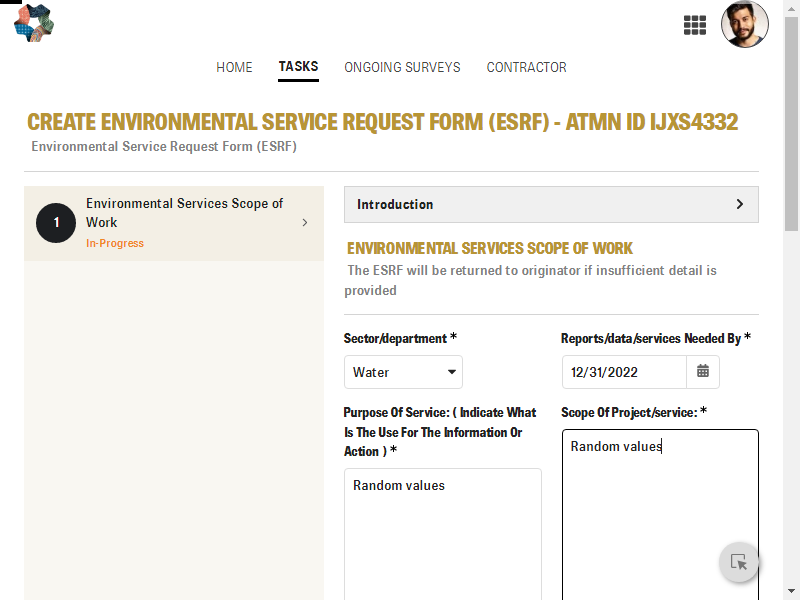 HOME TASKS ONGOING SURVEYS CONTRACTOR
CREATE ENVIRONMENTAL SERVICE REQUEST FORM (ESRF) - ATMN ID IJXS4332
Environmental Service Request Form (ESRF)
1
Environmental Services Scope of
Work
In-Progress
Introduction
ENVIRONMENTAL SERVICES SCOPE OF WORK
The ESRF will be returned to originator if insufficient detail is
provided
Sector/department *
Water
Reports/data/services Needed By *
12/31/2022
Purpose Of Service: ( Indicate What
Is The Use For The Information Or
Action ) *
Random values
Scope Of Project/service: *
Random values